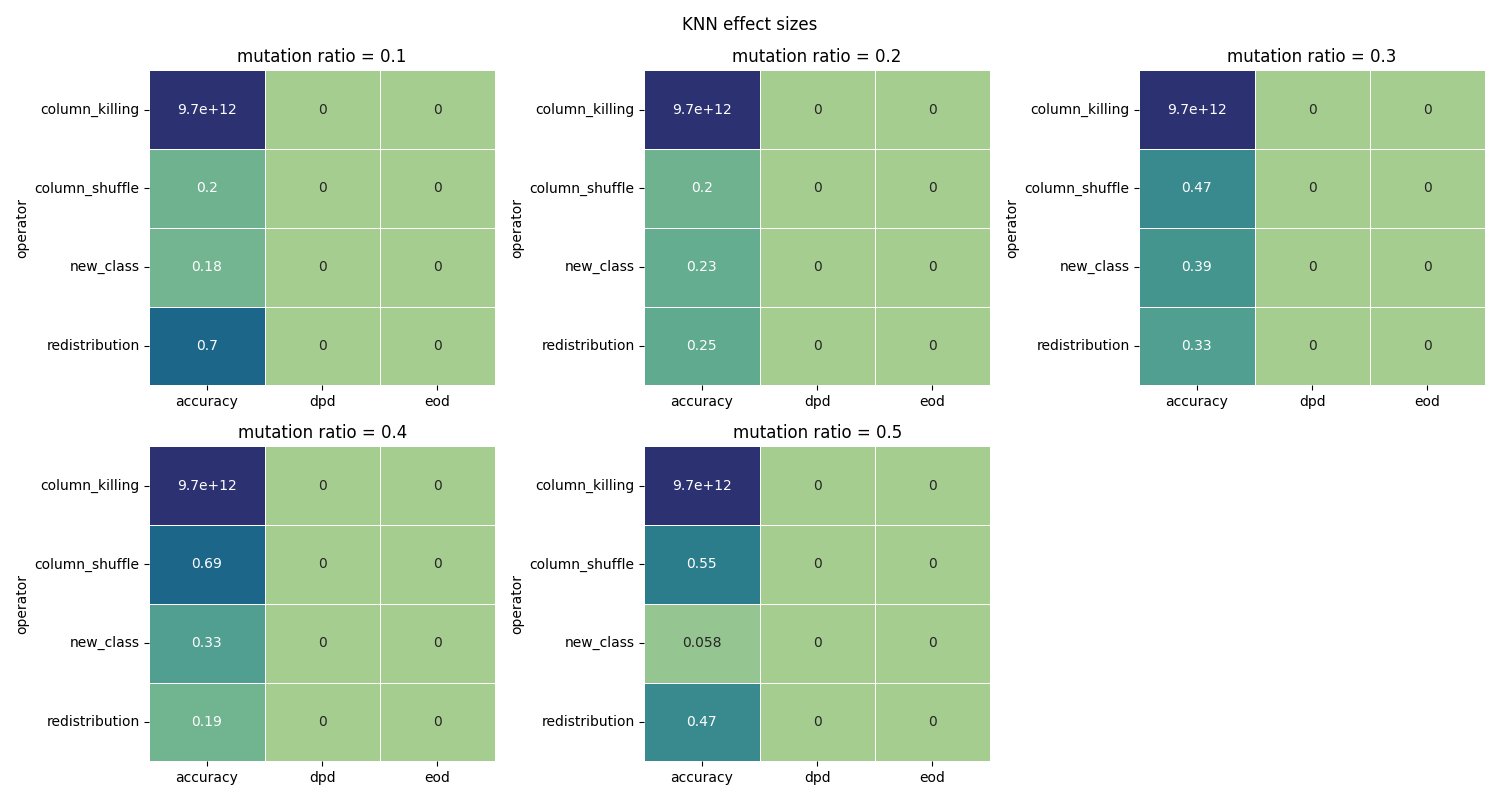 KNN effect sizes
mutation ratio = 0.1
operator
column_killing 9.7e+12 0 0
column_shuffle 0.2 0 0
new_class 0.18 0 0
redistribution 0.7 0 0
accuracy dpd eod
mutation ratio = 0.2
operator
column_killing 9.7e+12 0 0
column_shuffle 0.2 0 0
new_class 0.23 0 0
redistribution 0.25 0 0
accuracy dpd eod
mutation ratio = 0.3
operator
column_killing 9.7e+12 0 0
column_shuffle 0.47 0 0
new_class 0.39 0 0
redistribution 0.33 0 0
accuracy dpd eod
mutation ratio = 0.4
operator
column_killing 9.7e+12 0 0
column_shuffle 0.69 0 0
new_class 0.33 0 0
redistribution 0.19 0 0
accuracy dpd eod
mutation ratio = 0.5
operator
column_killing 9.7e+12 0 0
column_shuffle 0.55 0 0
new_class 0.058 0 0
redistribution 0.47 0 0
accuracy dpd eod